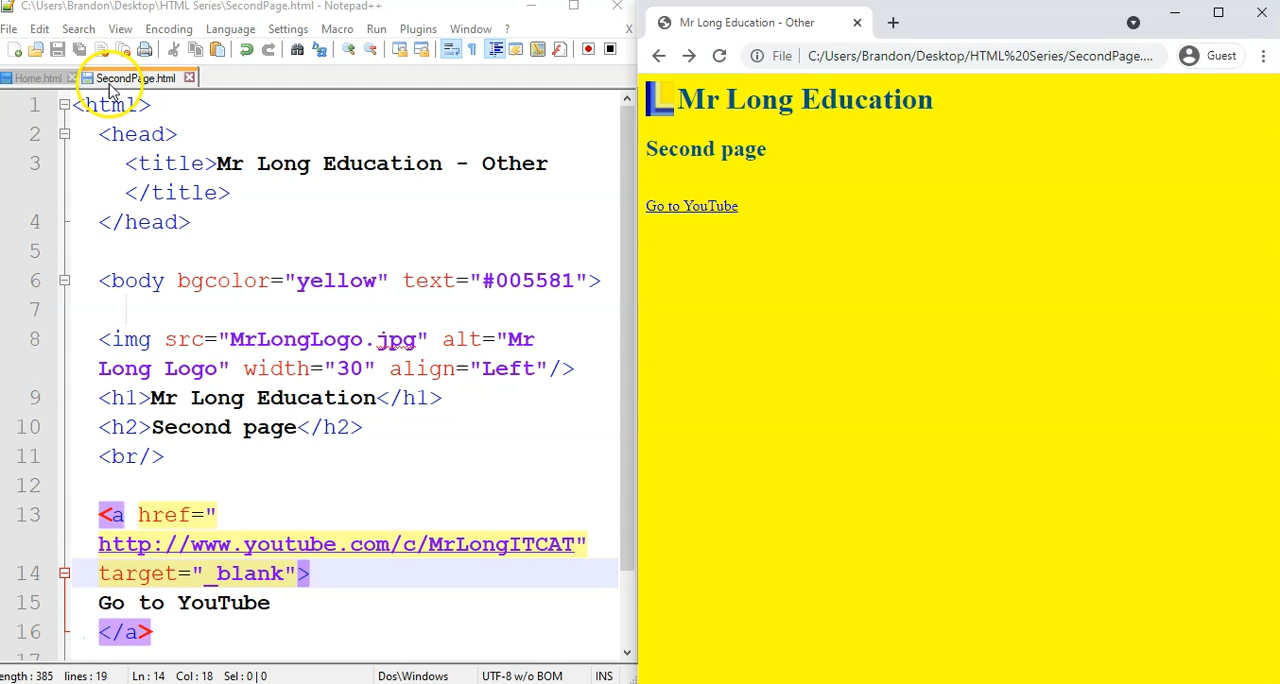 C:\Users\Brandon\Desktop\HTML Series\SecondPage.html - Notepad++
File Edit Search View Encoding Language Settings Macro Run Plugins Window ? X
Home.html SecondPage.html
1 <html>
2 <head>
3 <title>Mr Long Education - Other
</title>
4 </head>
5
6 <body bgcolor="yellow" text="#005581">
7
8 <img src="MrLongLogo.jpg" alt="Mr
Long Logo" width="30" align="Left"/>
9 <h1>Mr Long Education</h1>
10 <h2>Second page</h2>
11 <br/>
12
13 <a href="
http://www.youtube.com/c/MrLongITCAT"
14 target="_blank">
15 Go to YouTube
16 </a>
17
ength : 385 lines : 19 Ln : 14 Col : 18 Sel : 0 | 0 Dos\Windows UTF-8 w/o BOM INS
Mr Long Education - Other
File C:/Users/Brandon/Desktop/HTML%20Series/SecondPage.... Guest
Mr Long Education
Second page
Go to YouTube